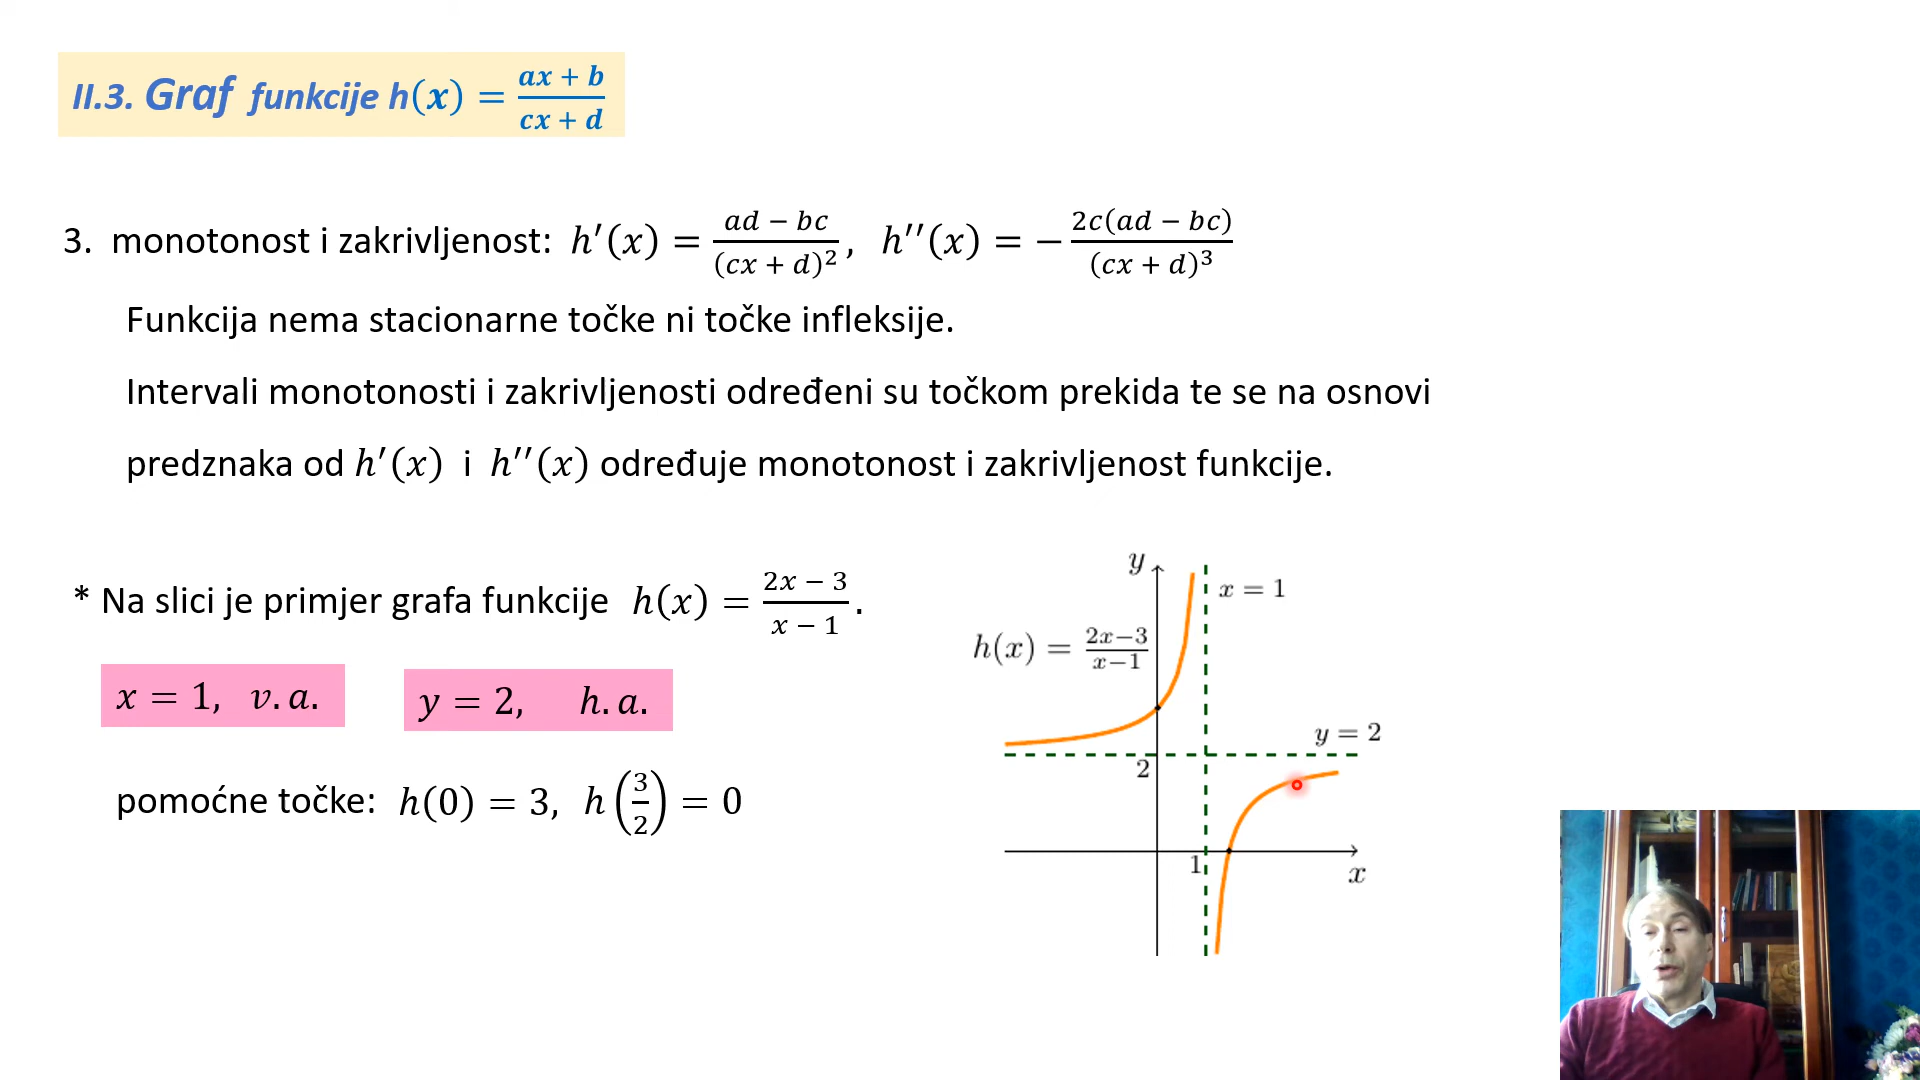 II.3. Graf funkcije h(x) = (ax + b)/(cx + d)
3. monotonost i zakrivljenost: h′(x) = (ad − bc)/(cx + d)², h′′(x) = − 2c(ad − bc)/(cx + d)³
Funkcija nema stacionarne točke ni točke infleksije.
Intervali monotonosti i zakrivljenosti određeni su točkom prekida te se na osnovi
predznaka od h′(x) i h′′(x) određuje monotonost i zakrivljenost funkcije.
* Na slici je primjer grafa funkcije h(x) = (2x − 3)/(x − 1).
x = 1, v.a.
y = 2, h.a.
pomoćne točke: h(0) = 3, h(3/2) = 0
y
x = 1
h(x) = (2x−3)/(x−1)
y = 2
2
1
x